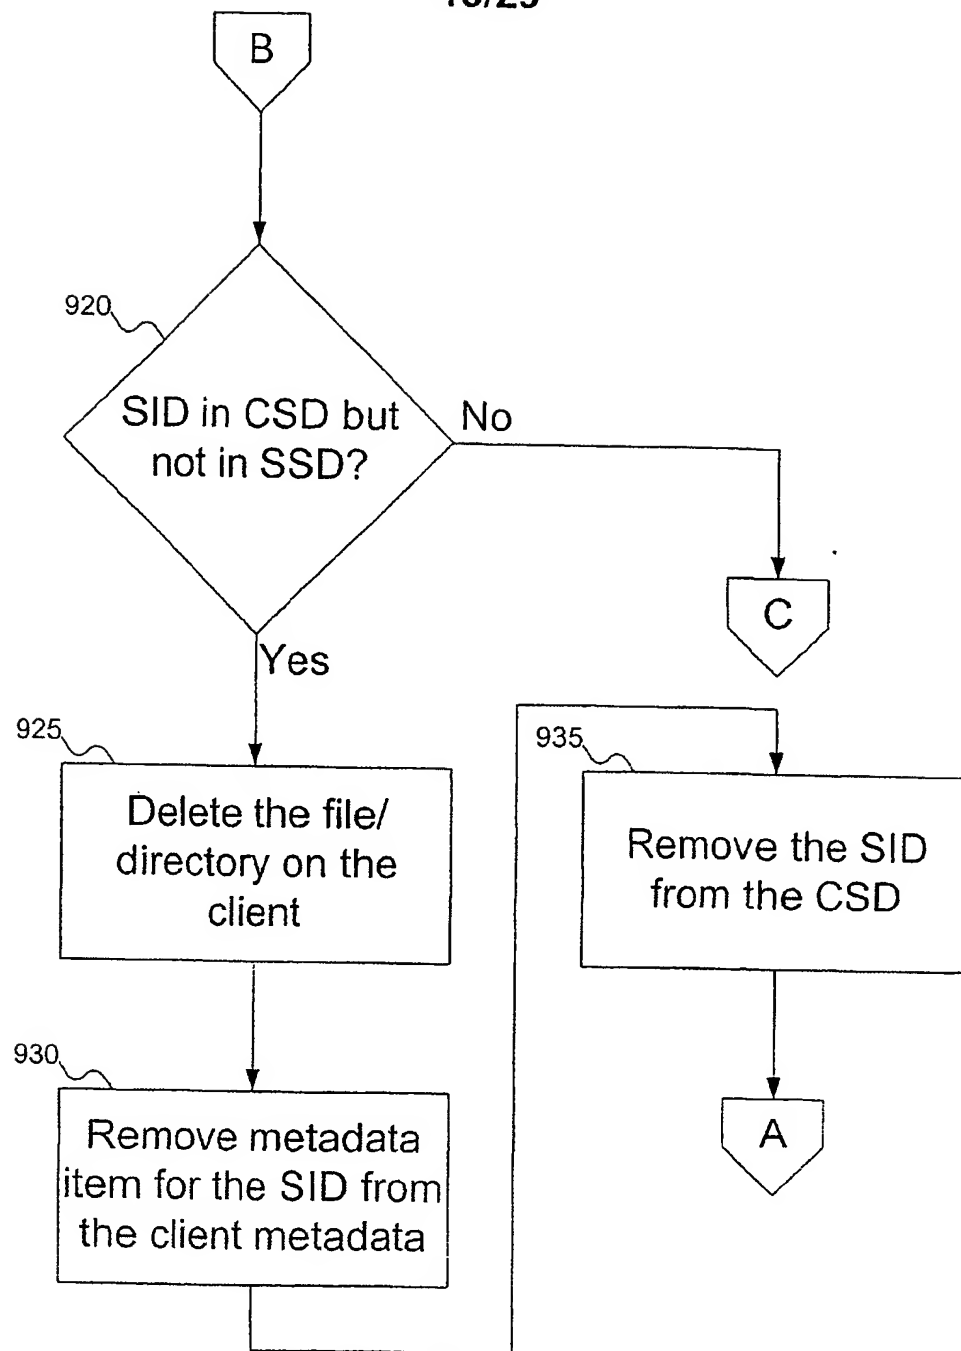 B
920
SID in CSD but
not in SSD?
No
C
Yes
925
Delete the file/
directory on the
client
935
Remove the SID
from the CSD
930
Remove metadata
item for the SID from
the client metadata
A